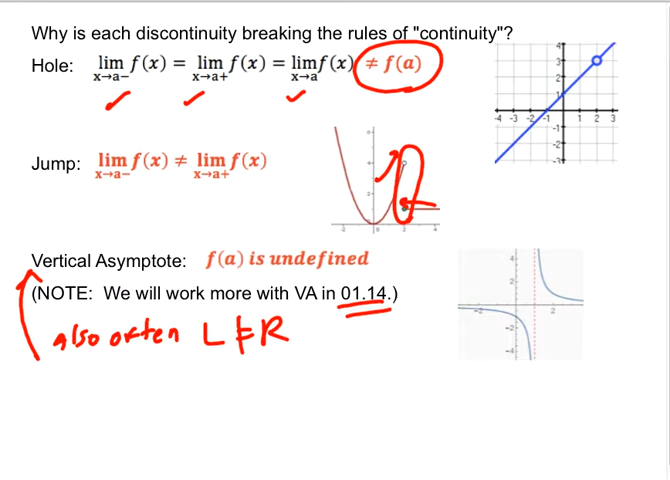 Why is each discontinuity breaking the rules of "continuity"?
Hole: lim f(x) = lim f(x) = lim f(x) ≠ f(a)
x→a− x→a+ x→a
Jump: lim f(x) ≠ lim f(x)
x→a− x→a+
Vertical Asymptote: f(a) is undefined
(NOTE: We will work more with VA in 01.14.)
also often L ≠ R